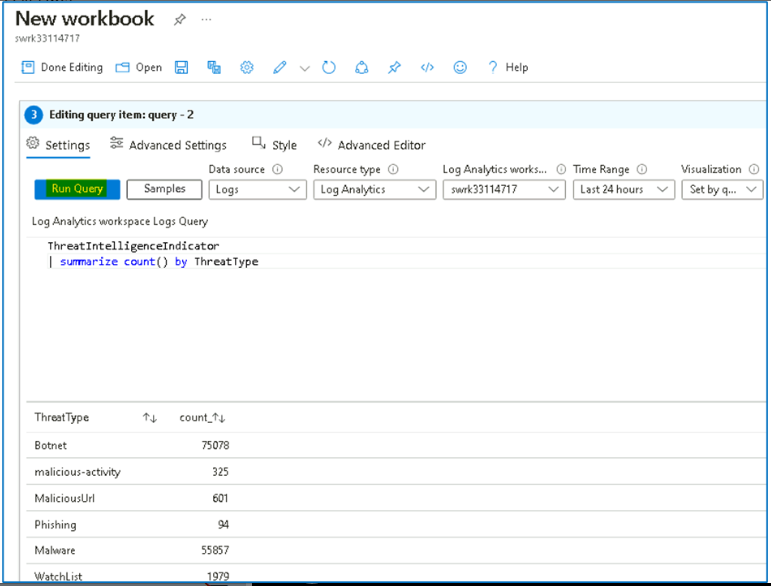 New workbook
swrk33114717
Done Editing Open Help
3 Editing query item: query - 2
Settings Advanced Settings Style Advanced Editor
Data source Resource type Log Analytics works... Time Range Visualization
Run Query Samples Logs Log Analytics swrk33114717 Last 24 hours Set by q...
Log Analytics workspace Logs Query
ThreatIntelligenceIndicator
| summarize count() by ThreatType
ThreatType count_
Botnet 75078
malicious-activity 325
MaliciousUrl 601
Phishing 94
Malware 55857
WatchList 1979